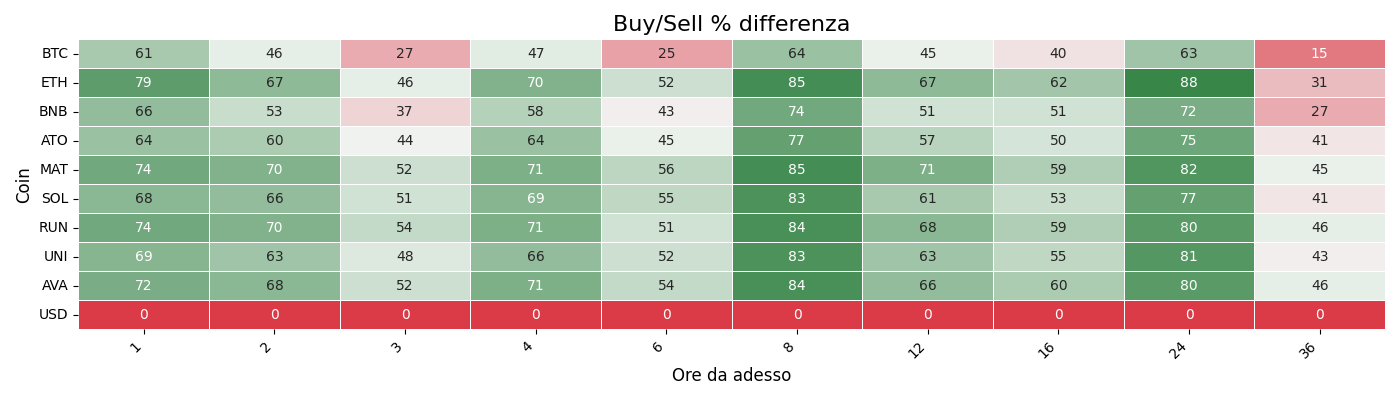 Buy/Sell % differenza
Coin
BTC 61 46 27 47 25 64 45 40 63 15
ETH 79 67 46 70 52 85 67 62 88 31
BNB 66 53 37 58 43 74 51 51 72 27
ATO 64 60 44 64 45 77 57 50 75 41
MAT 74 70 52 71 56 85 71 59 82 45
SOL 68 66 51 69 55 83 61 53 77 41
RUN 74 70 54 71 51 84 68 59 80 46
UNI 69 63 48 66 52 83 63 55 81 43
AVA 72 68 52 71 54 84 66 60 80 46
USD 0 0 0 0 0 0 0 0 0 0
1 2 3 4 6 8 12 16 24 36
Ore da adesso